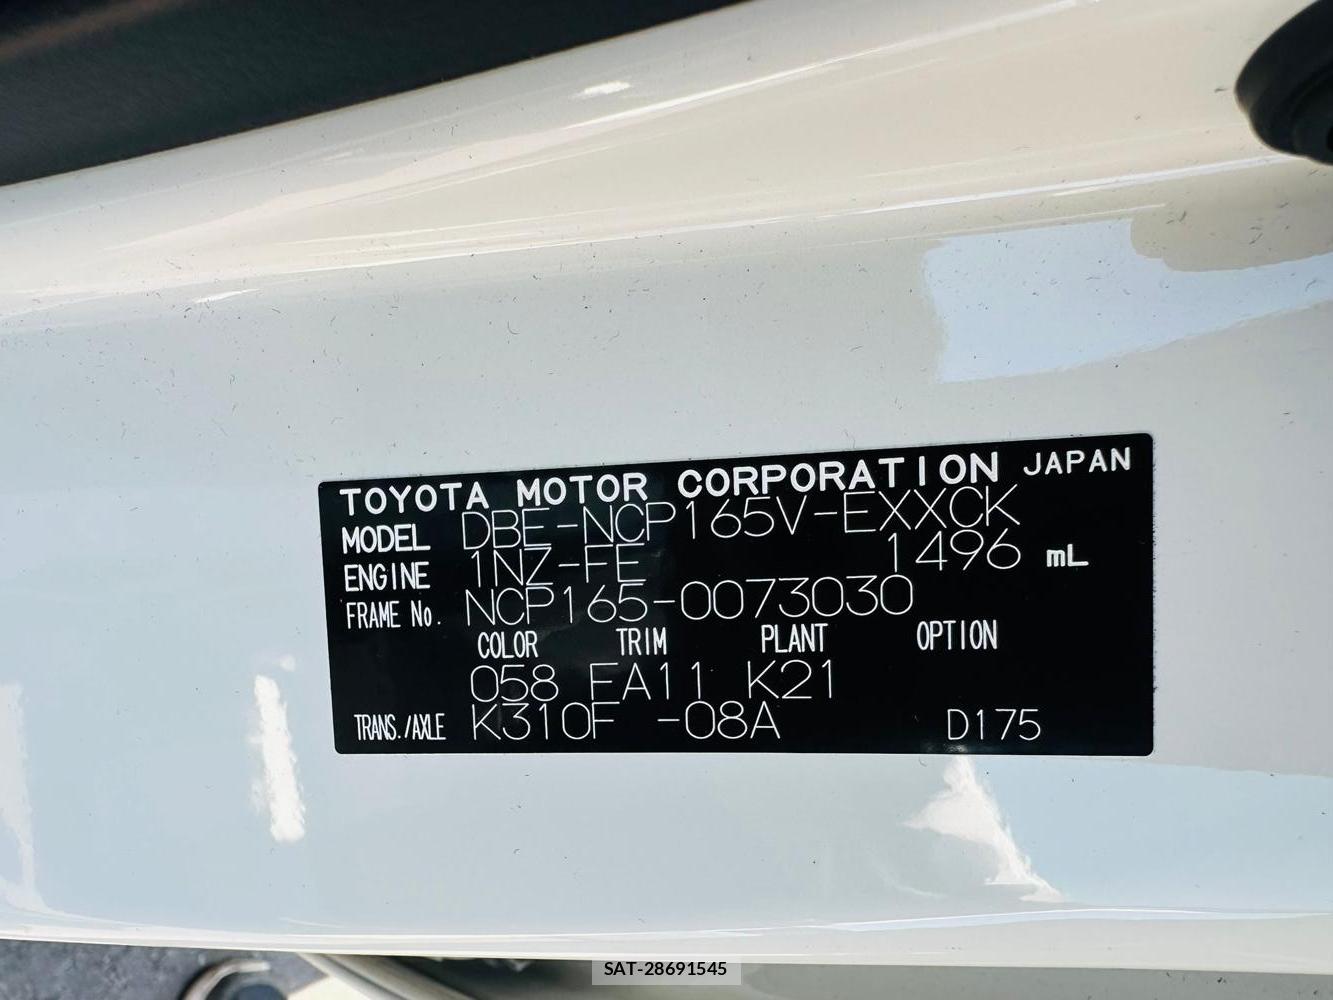 TOYOTA MOTOR CORPORATION JAPAN
MODEL DBE-NCP165V-EXXCK
ENGINE 1NZ-FE 1496 mL
FRAME No. NCP165-0073030
COLOR TRIM PLANT OPTION
058 FA11 K21
TRANS./AXLE K310F -08A D175
SAT-28691545